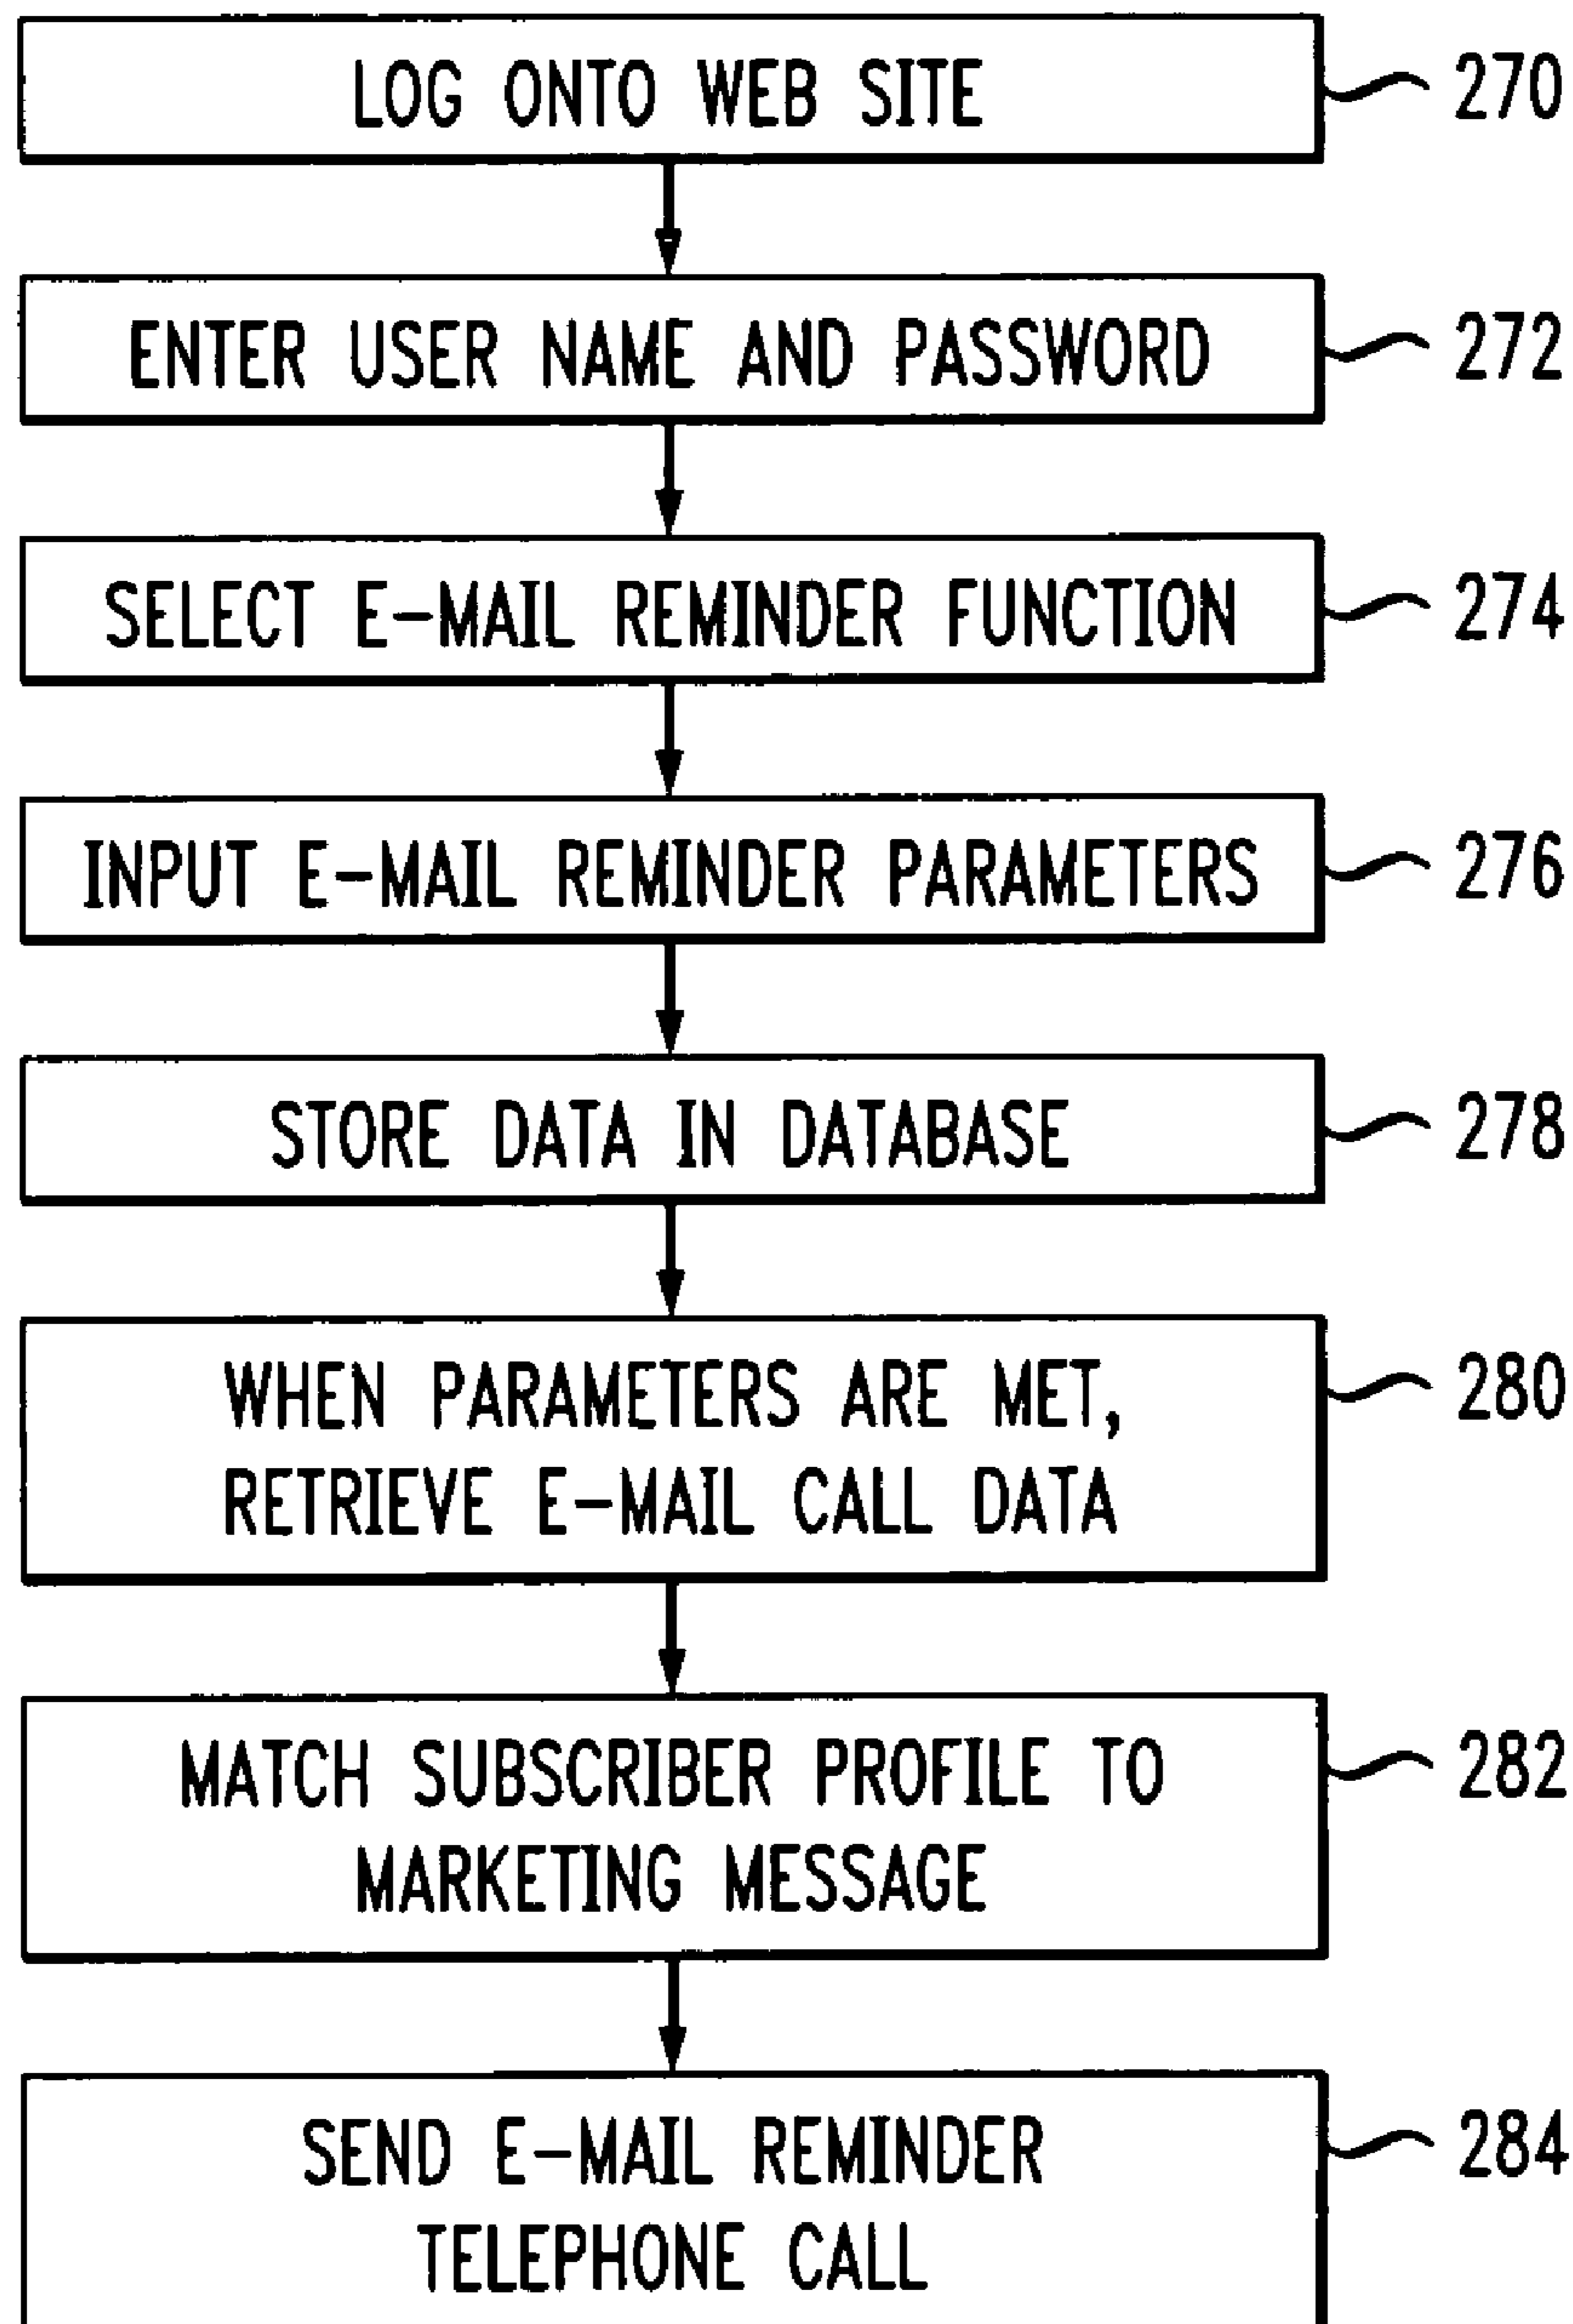 LOG ONTO WEB SITE 270
ENTER USER NAME AND PASSWORD 272
SELECT E-MAIL REMINDER FUNCTION 274
INPUT E-MAIL REMINDER PARAMETERS 276
STORE DATA IN DATABASE 278
WHEN PARAMETERS ARE MET, 280
RETRIEVE E-MAIL CALL DATA
MATCH SUBSCRIBER PROFILE TO 282
MARKETING MESSAGE
SEND E-MAIL REMINDER 284
TELEPHONE CALL